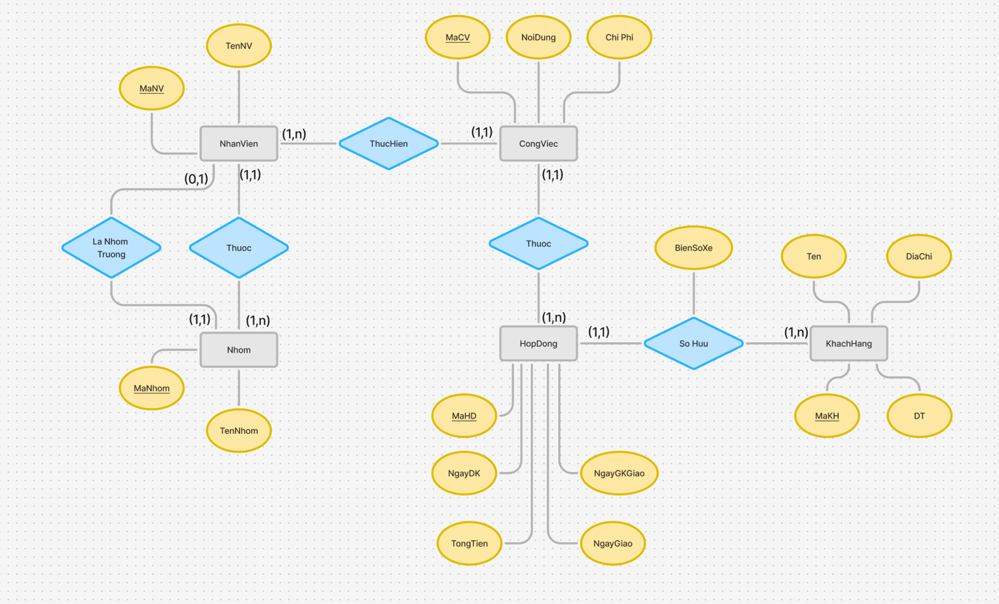 MaCV
NoiDung
Chi Phi
TenNV
MaNV
NhanVien
(1,n)
ThucHien
(1,1)
CongViec
(0,1)
(1,1)
(1,1)
La Nhom
Truong
Thuoc
Thuoc
BienSoXe
Ten
DiaChi
(1,1)
(1,n)
(1,n)
(1,1)
(1,n)
Nhom
HopDong
So Huu
KhachHang
MaNhom
TenNhom
MaHD
MaKH
DT
NgayDK
NgayGKGiao
TongTien
NgayGiao